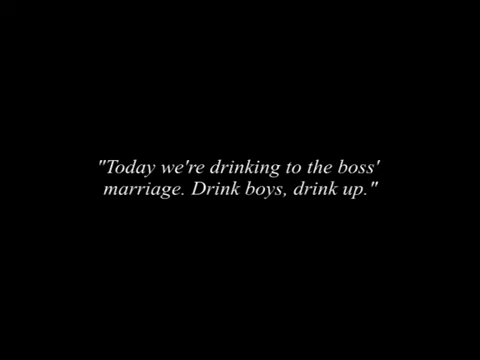 "Today we're drinking to the boss'
marriage. Drink boys, drink up."